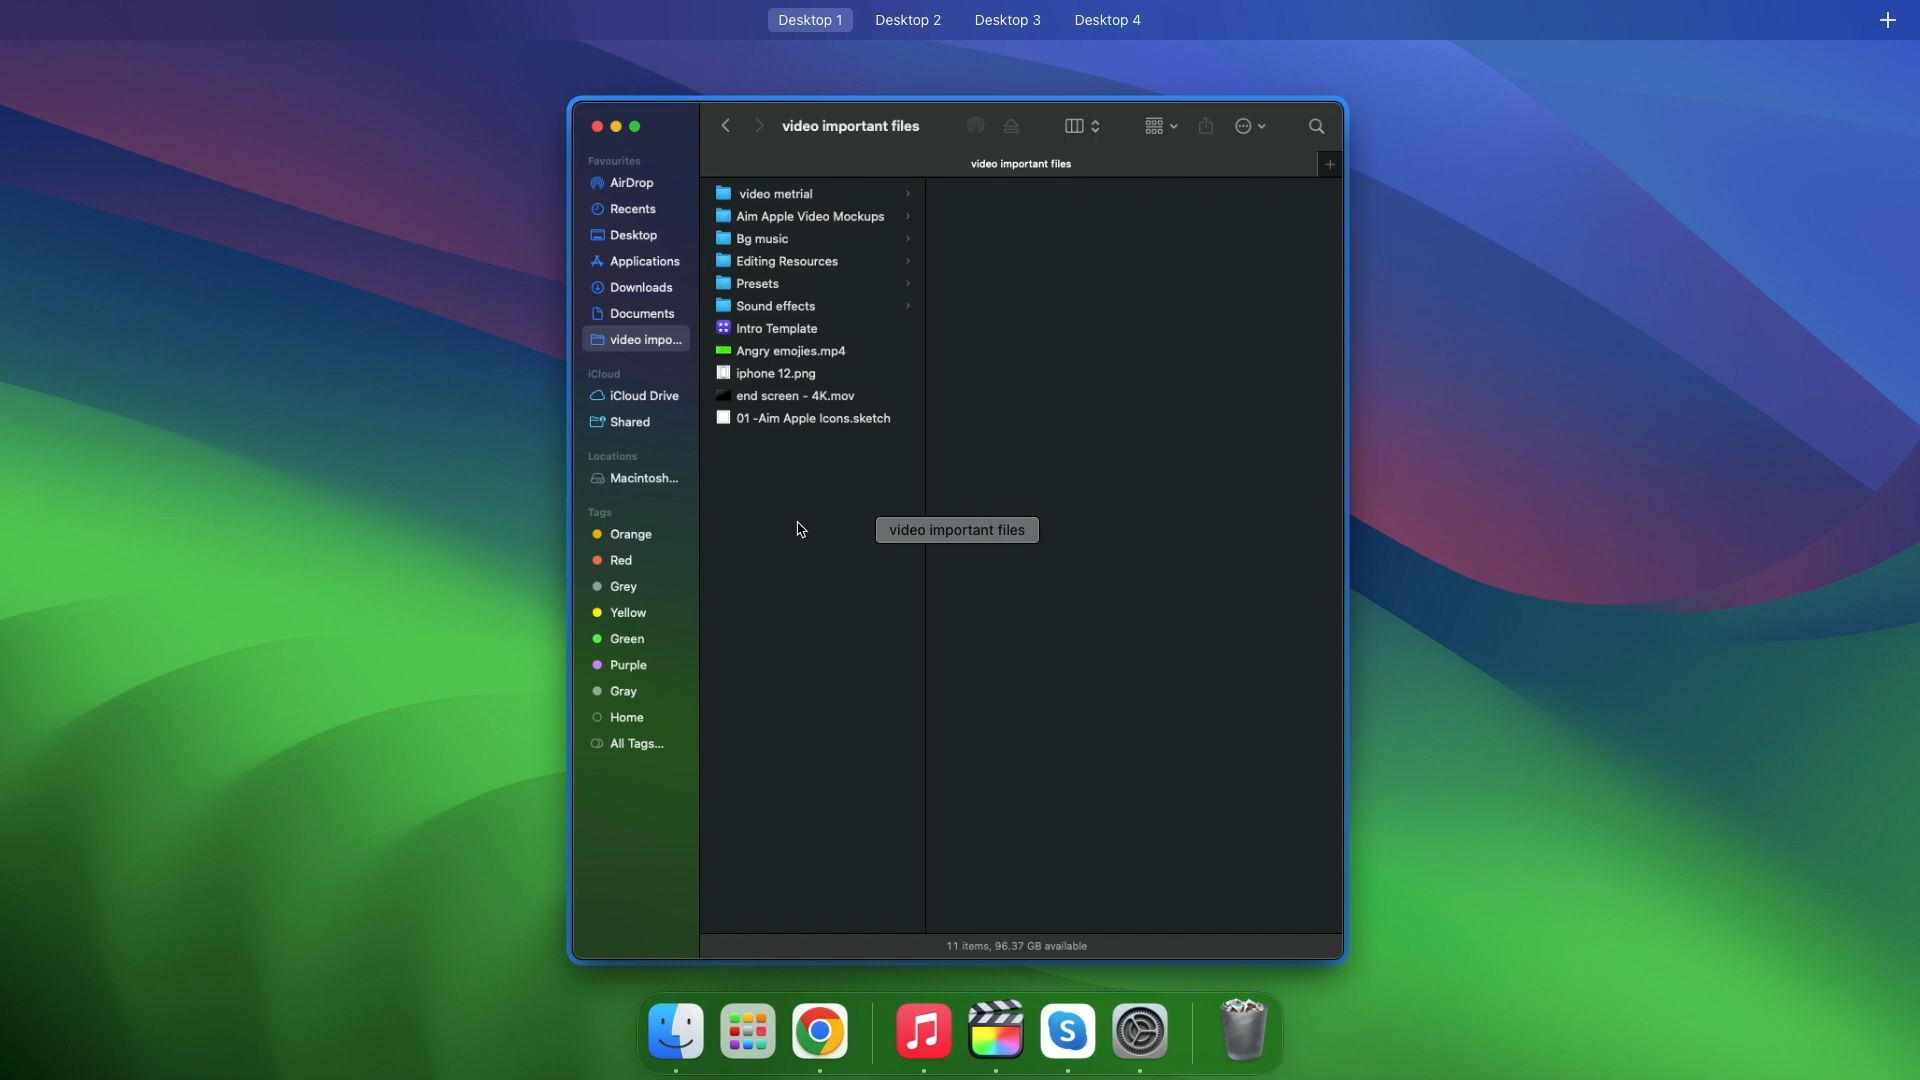 Desktop 1
Desktop 2
Desktop 3
Desktop 4
video important files
video important files
Favourites
AirDrop
Recents
Desktop
Applications
Downloads
Documents
video impo...
iCloud
iCloud Drive
Shared
Locations
Macintosh...
Tags
Orange
Red
Grey
Yellow
Green
Purple
Gray
Home
All Tags...
video metrial
Aim Apple Video Mockups
Bg music
Editing Resources
Presets
Sound effects
Intro Template
Angry emojies.mp4
iphone 12.png
end screen - 4K.mov
01 -Aim Apple Icons.sketch
video important files
11 items, 96.37 GB available
S